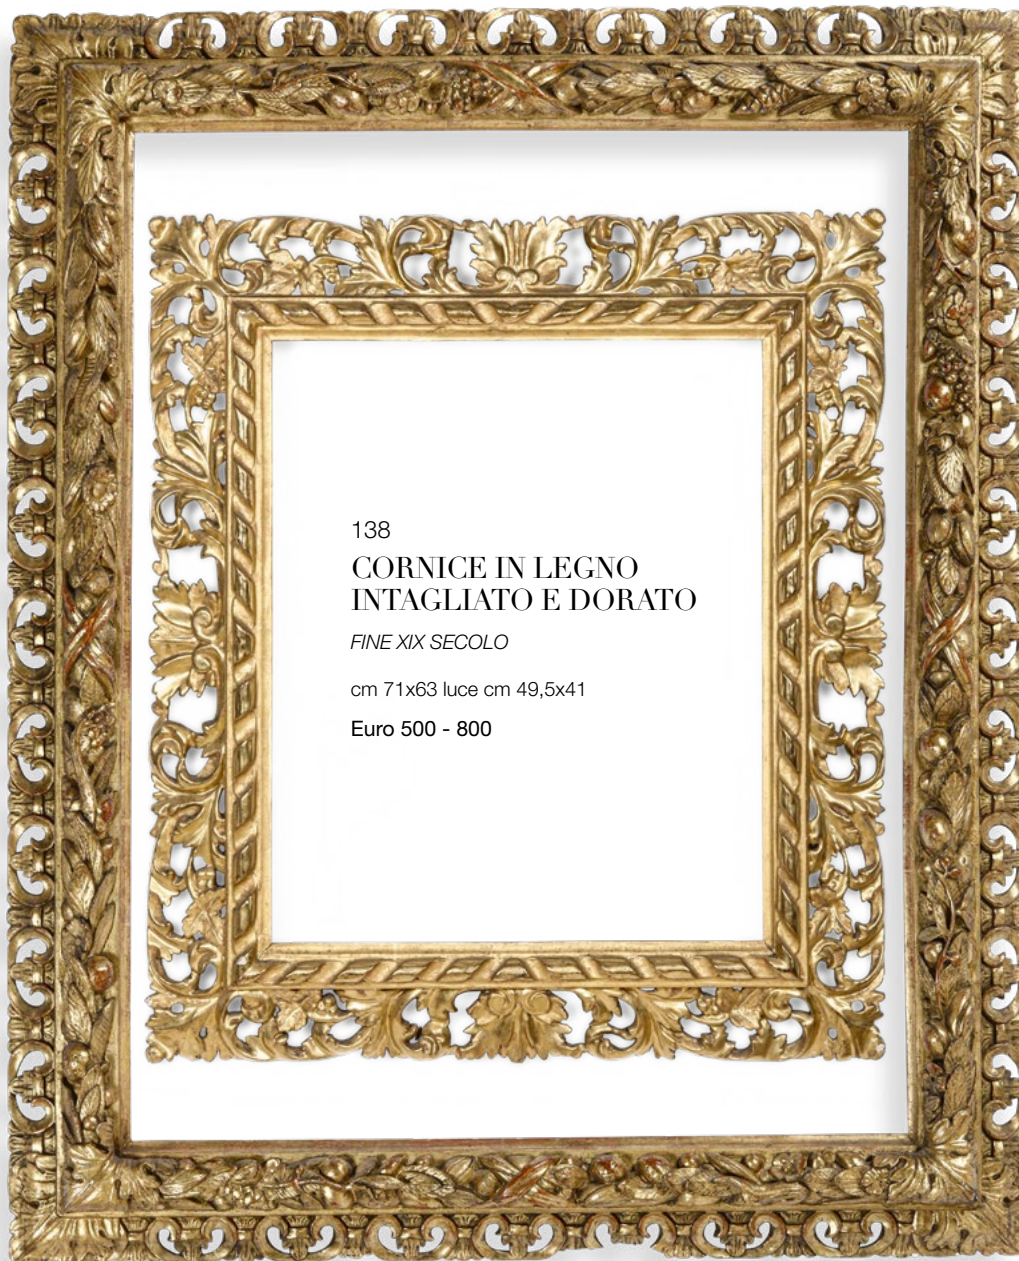 138
CORNICE IN LEGNO
INTAGLIATO E DORATO
FINE XIX SECOLO
cm 71x63 luce cm 49,5x41
Euro 500 - 800